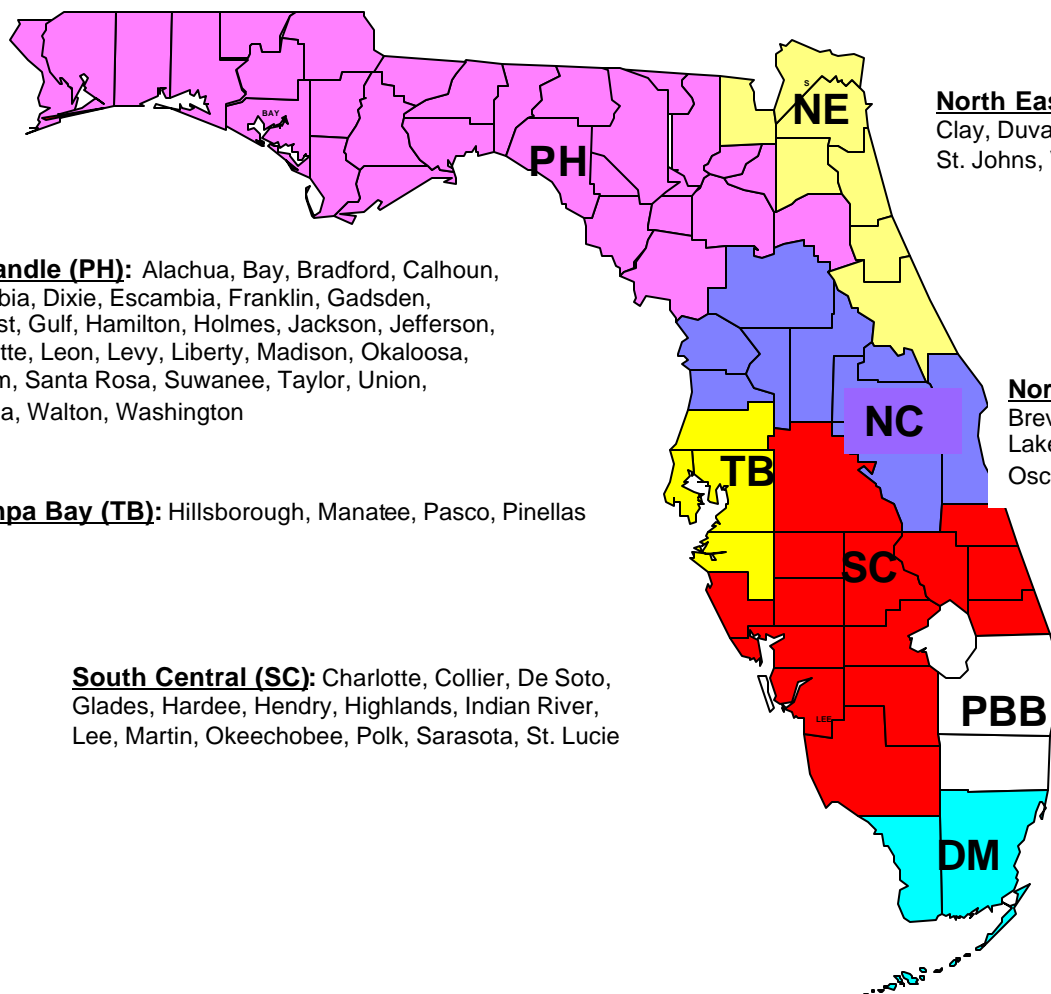 S
NE
BAY
PH
North Eas
Clay, Duva
St. Johns,
andle (PH): Alachua, Bay, Bradford, Calhoun,
bia, Dixie, Escambia, Franklin, Gadsden,
st, Gulf, Hamilton, Holmes, Jackson, Jefferson,
tte, Leon, Levy, Liberty, Madison, Okaloosa,
m, Santa Rosa, Suwanee, Taylor, Union,
a, Walton, Washington
NC
Nor
Brev
Lake
Osc
TB
npa Bay (TB): Hillsborough, Manatee, Pasco, Pinellas
SC
South Central (SC): Charlotte, Collier, De Soto,
Glades, Hardee, Hendry, Highlands, Indian River,
Lee, Martin, Okeechobee, Polk, Sarasota, St. Lucie
LEE
PBB
DM